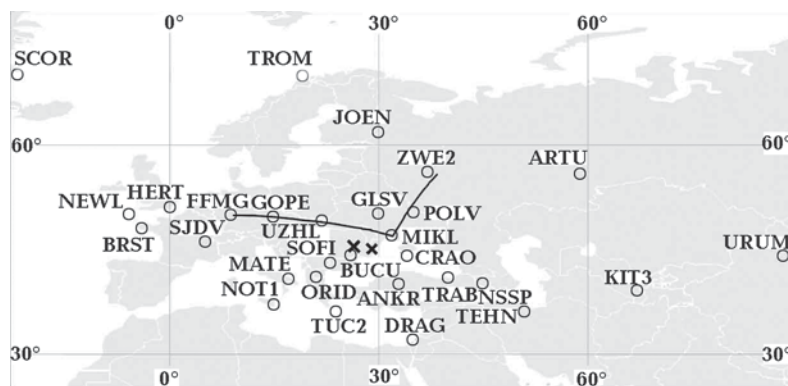 0° 30° 60°
SCOR TROM
JOEN
60° ZWE2 ARTU 60°
NEWL HERT FFMG GOPE GLSV POLV
BRST SJDV UZHL MIKL URUM
SOFI CRAO
MATE BUCU KIT3
NOT1 ORID ANKR TRAB NSSP
TUC2 DRAG TEHN
30° 30°
0° 30° 60°